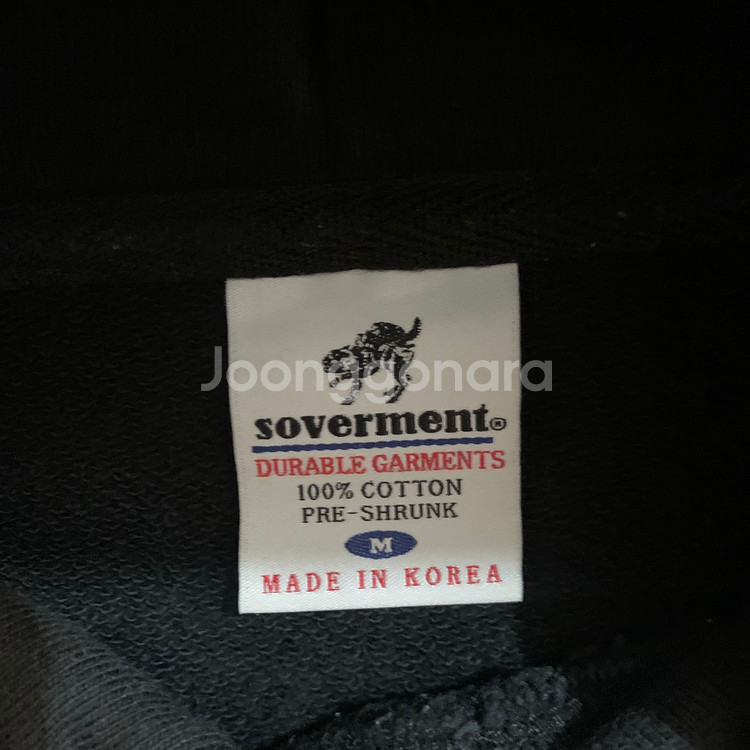 Joonggonara
soverment®
DURABLE GARMENTS
100% COTTON
PRE-SHRUNK
M
MADE IN KOREA